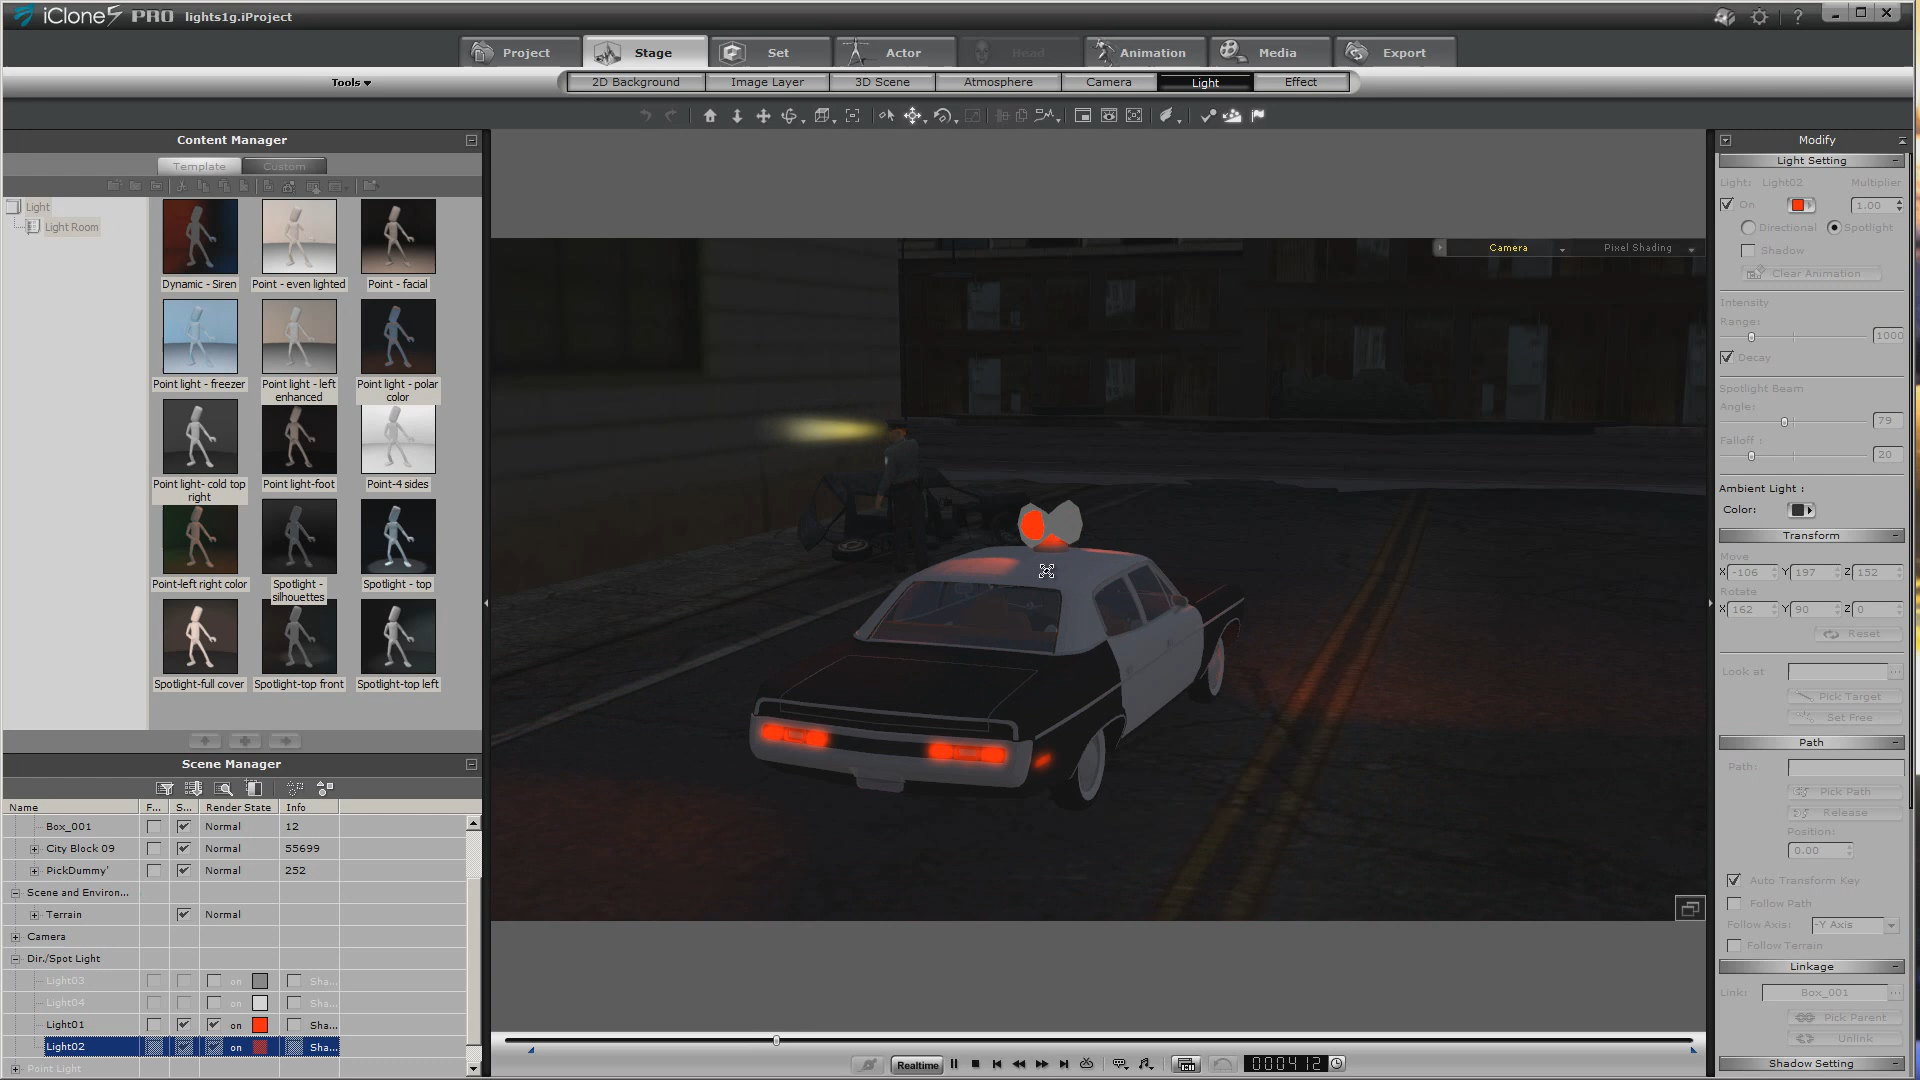 iClone5 PRO lights1g.iProject
Project Stage Set Actor Head Animation Media Export
Tools
2D Background Image Layer 3D Scene Atmosphere Camera Light Effect
Content Manager
Template Custom
Light
Light Room
Dynamic - Siren
Point - even lighted
Point - facial
Point light - freezer
Point light - left enhanced
Point light - polar color
Point light- cold top right
Point light-foot
Point-4 sides
Point-left right color
Spotlight - silhouettes
Spotlight - top
Spotlight-full cover
Spotlight-top front
Spotlight-top left
Scene Manager
Name F... S... Render State Info
Box_001 Normal 12
City Block 09 Normal 55699
PickDummy' Normal 252
Scene and Environ...
Terrain Normal
Camera
Dir./Spot Light
Light03 on Sha...
Light04 on Sha...
Light01 on Sha...
Light02 on Sha...
Point Light
Camera Pixel Shading
Realtime
000412
Modify
Light Setting
Light: Light02 Multiplier
On 1.00
Directional Spotlight
Shadow
Clear Animation
Intensity
Range:
1000
Decay
Spotlight Beam
Angle:
79
Falloff :
20
Ambient Light :
Color:
Transform
Move
X -106 Y 197 Z 152
Rotate
X 162 Y 90 Z 0
Reset
Look at
Pick Target
Set Free
Path
Path:
Pick Path
Release
Position:
0.00
Auto Transform Key
Follow Path
Follow Axis: -Y Axis
Follow Terrain
Linkage
Link: Box_001
Pick Parent
Unlink
Shadow Setting